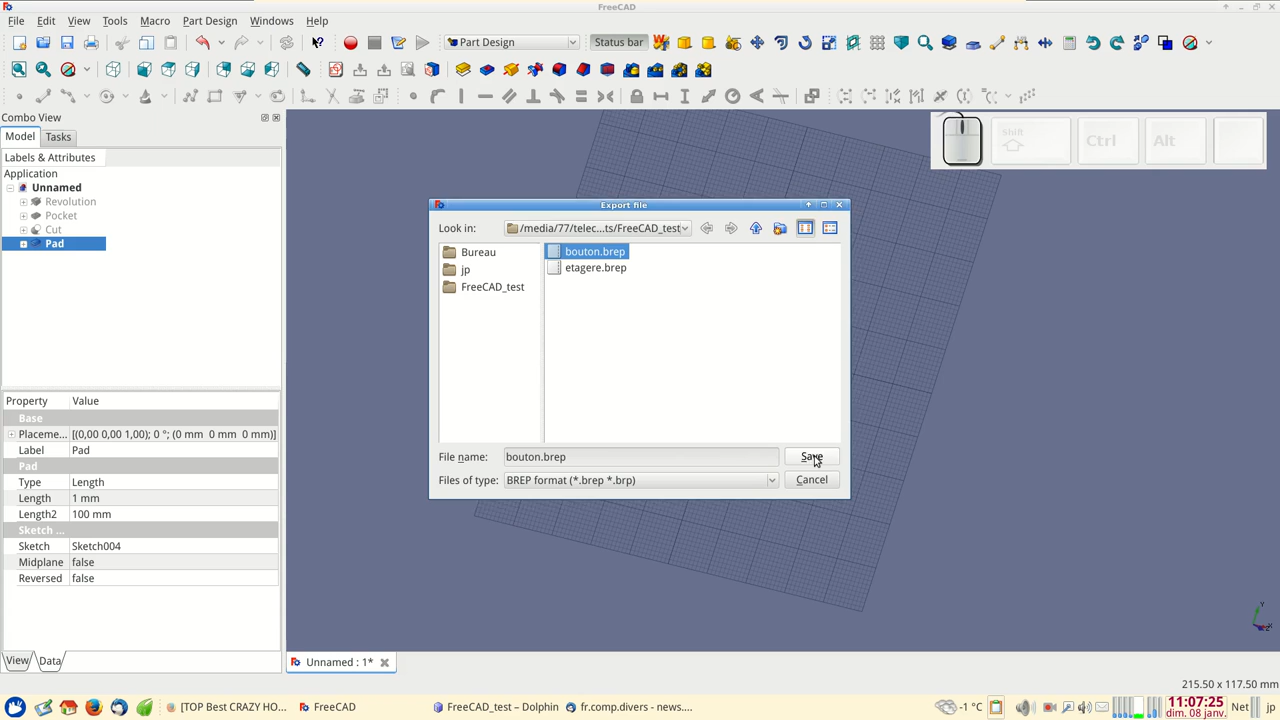 FreeCAD
File Edit View Tools Macro Part Design Windows Help
Part Design
Status bar
Combo View
Model Tasks
Labels & Attributes
Application
Unnamed
Revolution
Pocket
Cut
Pad
Shift
Ctrl
Alt
Export file
Look in: /media/77/telec...ts/FreeCAD_test
Bureau
jp
FreeCAD_test
bouton.brep
etagere.brep
File name: bouton.brep Save
Files of type: BREP format (*.brep *.brp) Cancel
Property Value
Base
Placeme... [(0,00 0,00 1,00); 0 °; (0 mm 0 mm 0 mm)]
Label Pad
Pad
Type Length
Length 1 mm
Length2 100 mm
Sketch ...
Sketch Sketch004
Midplane false
Reversed false
View Data
Unnamed : 1*
Y
215.50 x 117.50 mm
[TOP Best CRAZY HO... FreeCAD FreeCAD_test – Dolphin fr.comp.divers - news....
-1 °C
11:07:25
dim. 08 janv.
Net
jp